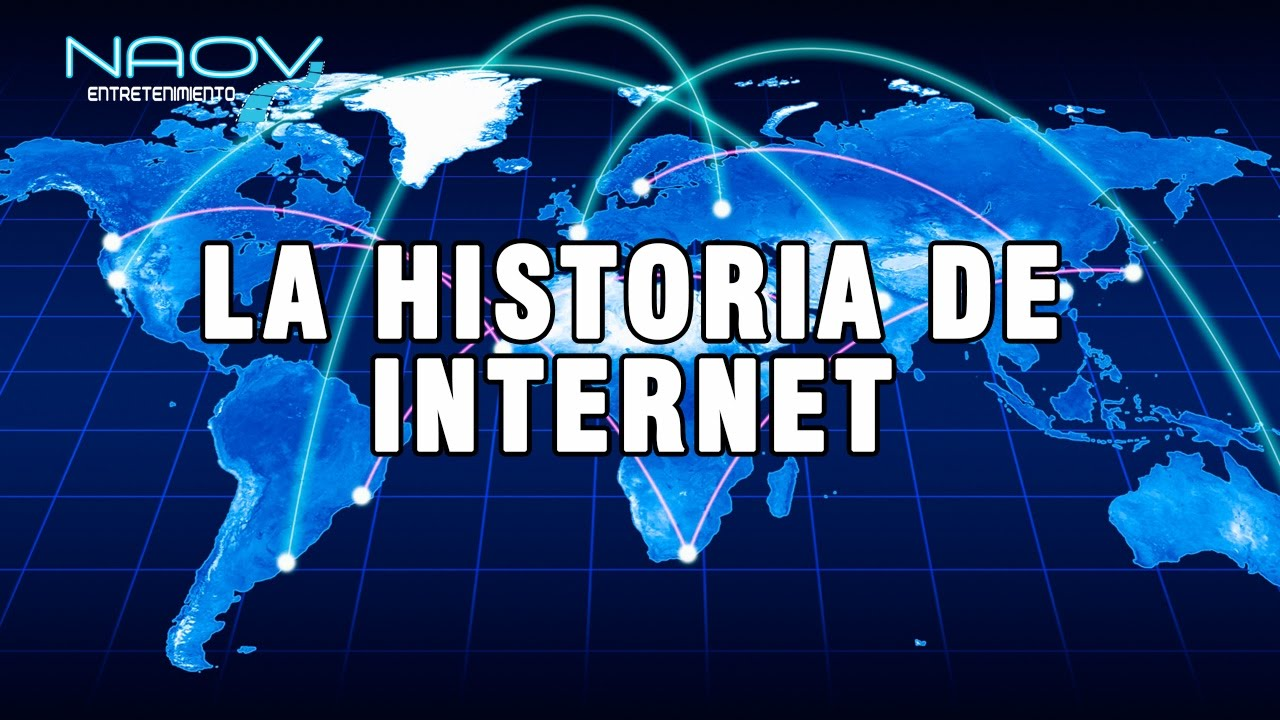 NAOV
ENTRETENIMIENTO
LA HISTORIA DE
INTERNET